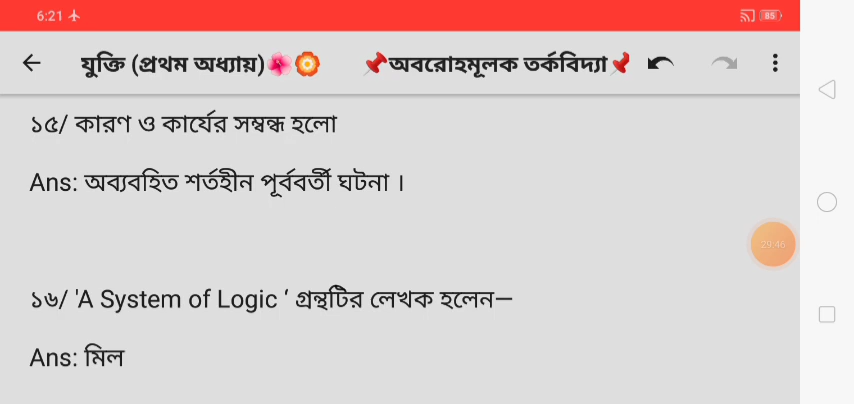 6:21
85
যুক্তি (প্রথম অধ্যায়)🌺🏵️ 📌অবরোহমূলক তর্কবিদ্যা📌
১৫/ কারণ ও কার্যের সম্বন্ধ হলো
Ans: অব্যবহিত শর্তহীন পূর্ববর্তী ঘটনা ।
29:46
১৬/ 'A System of Logic ‘ গ্রন্থটির লেখক হলেন—
Ans: মিল